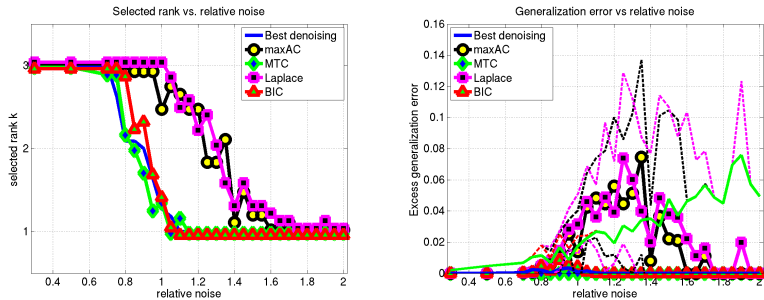 Selected rank vs. relative noise
selected rank k
3
2
1
0.4 0.6 0.8 1 1.2 1.4 1.6 1.8 2
relative noise
Best denoising
maxAC
MTC
Laplace
BIC
Generalization error vs relative noise
Excess generalization error
0.16
0.14
0.12
0.1
0.08
0.06
0.04
0.02
0
0.4 0.6 0.8 1 1.2 1.4 1.6 1.8 2
relative noise
Best denoising
maxAC
MTC
Laplace
BIC